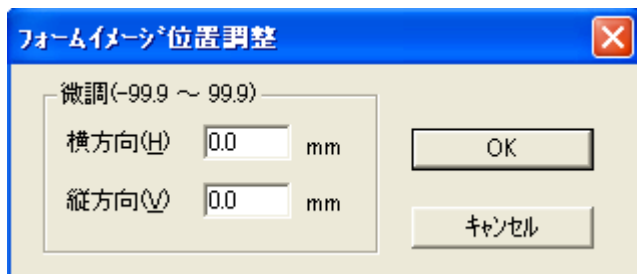 フォームイメージ位置調整
微調(-99.9 ～ 99.9)
横方向(H) 0.0 mm
OK
縦方向(V) 0.0 mm
キャンセル